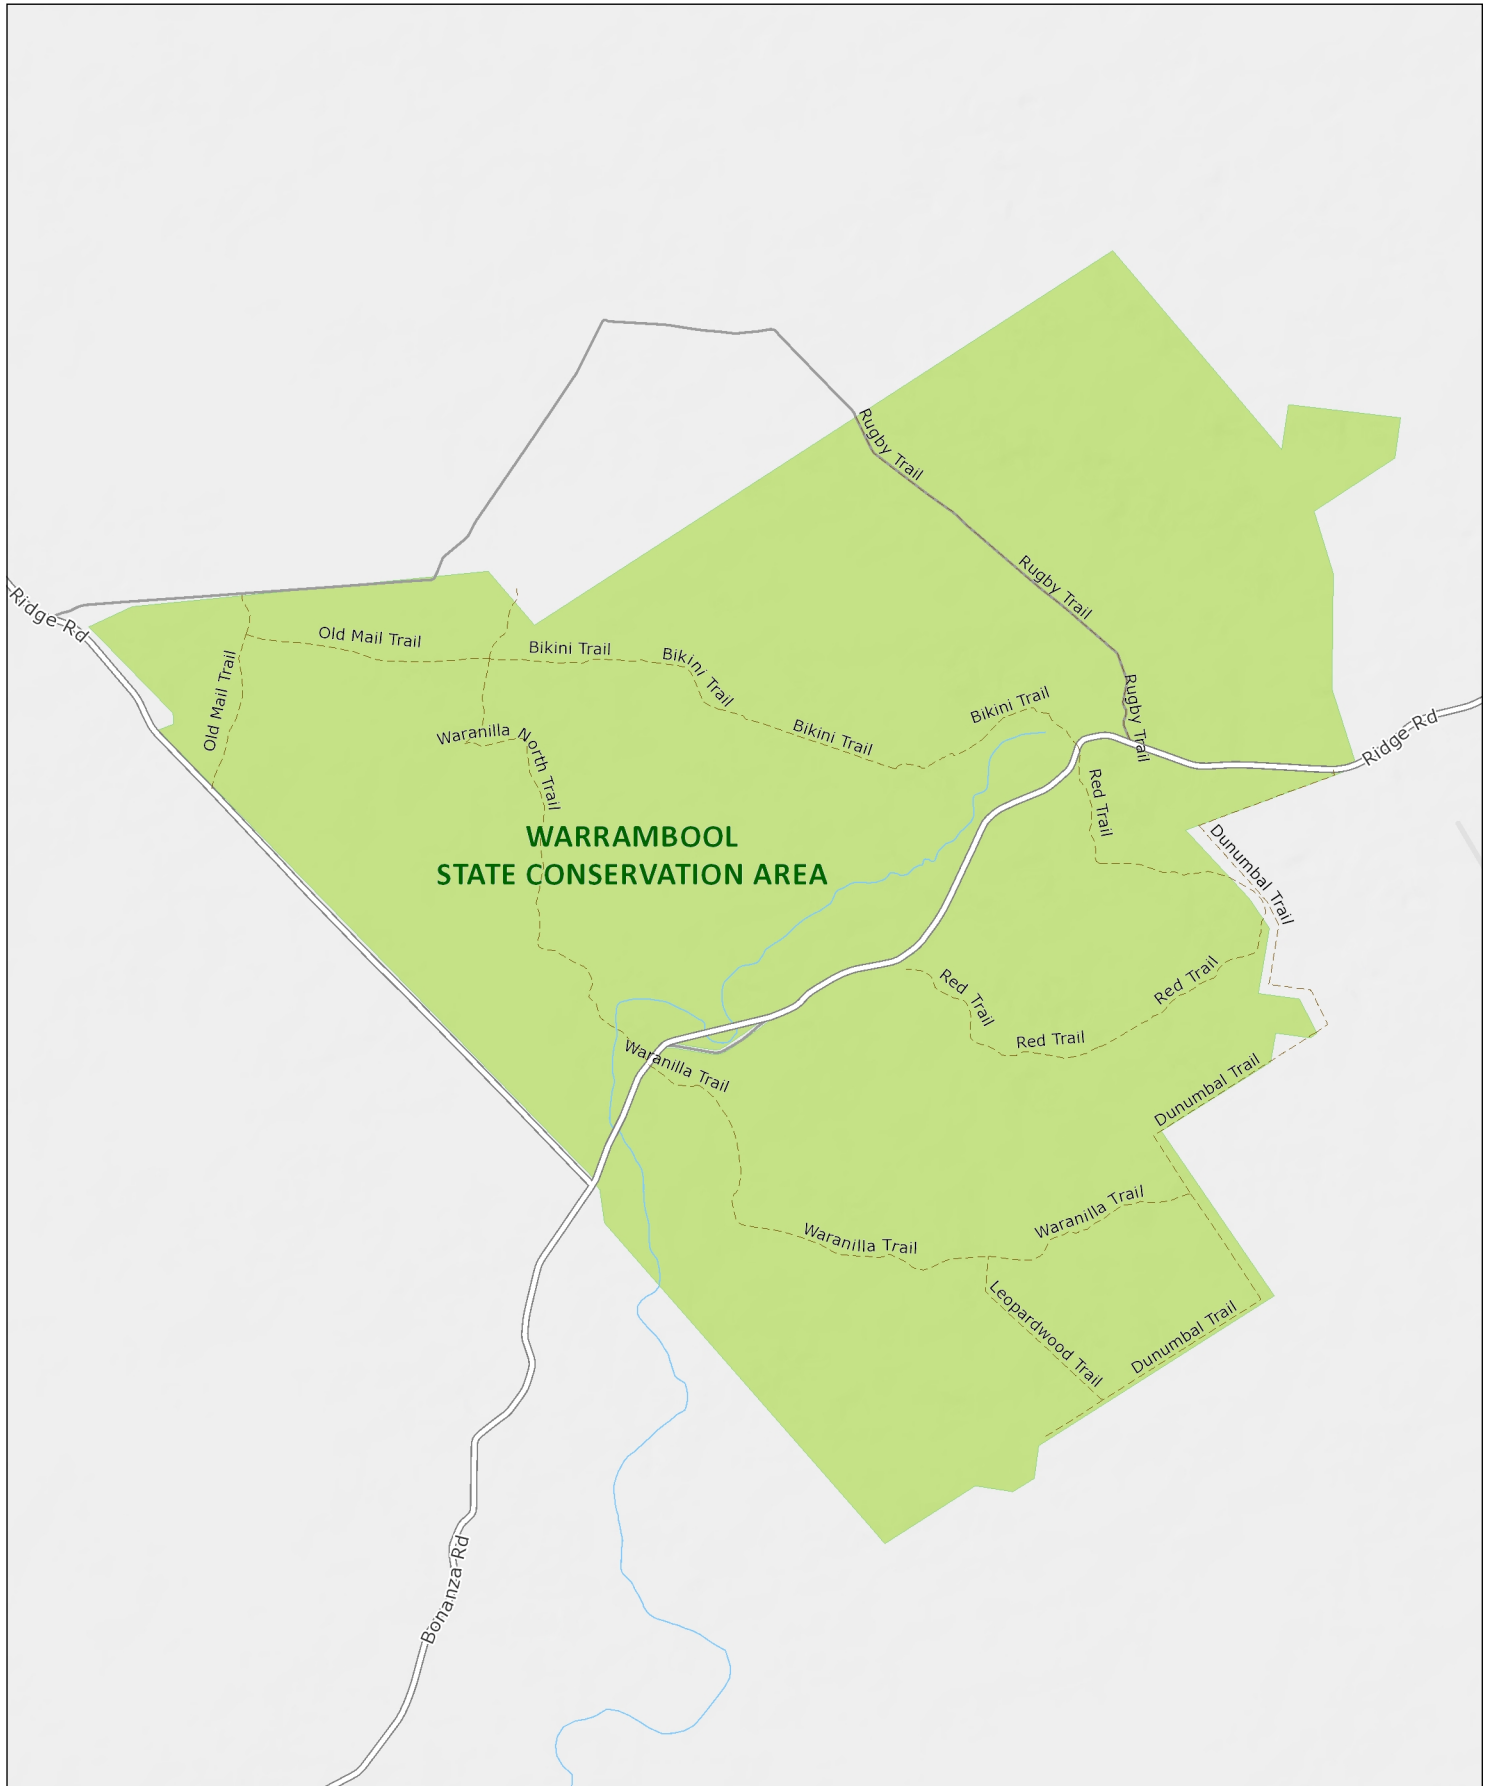 Rugby Trail
Rugby Trail
Ridge Rd
Old Mail Trail
Bikini Trail
Bikini Trail
Old Mail Trail
Rugby Trail
Bikini Trail
Bikini Trail
Ridge Rd
Waranilla North Trail
Red Trail
WARRAMBOOL
STATE CONSERVATION AREA
Dunumbal Trail
Red Trail
Red Trail
Red Trail
Waranilla Trail
Dunumbal Trail
Waranilla Trail
Waranilla Trail
Leopardwood Trail
Dunumbal Trail
Bonanza Rd